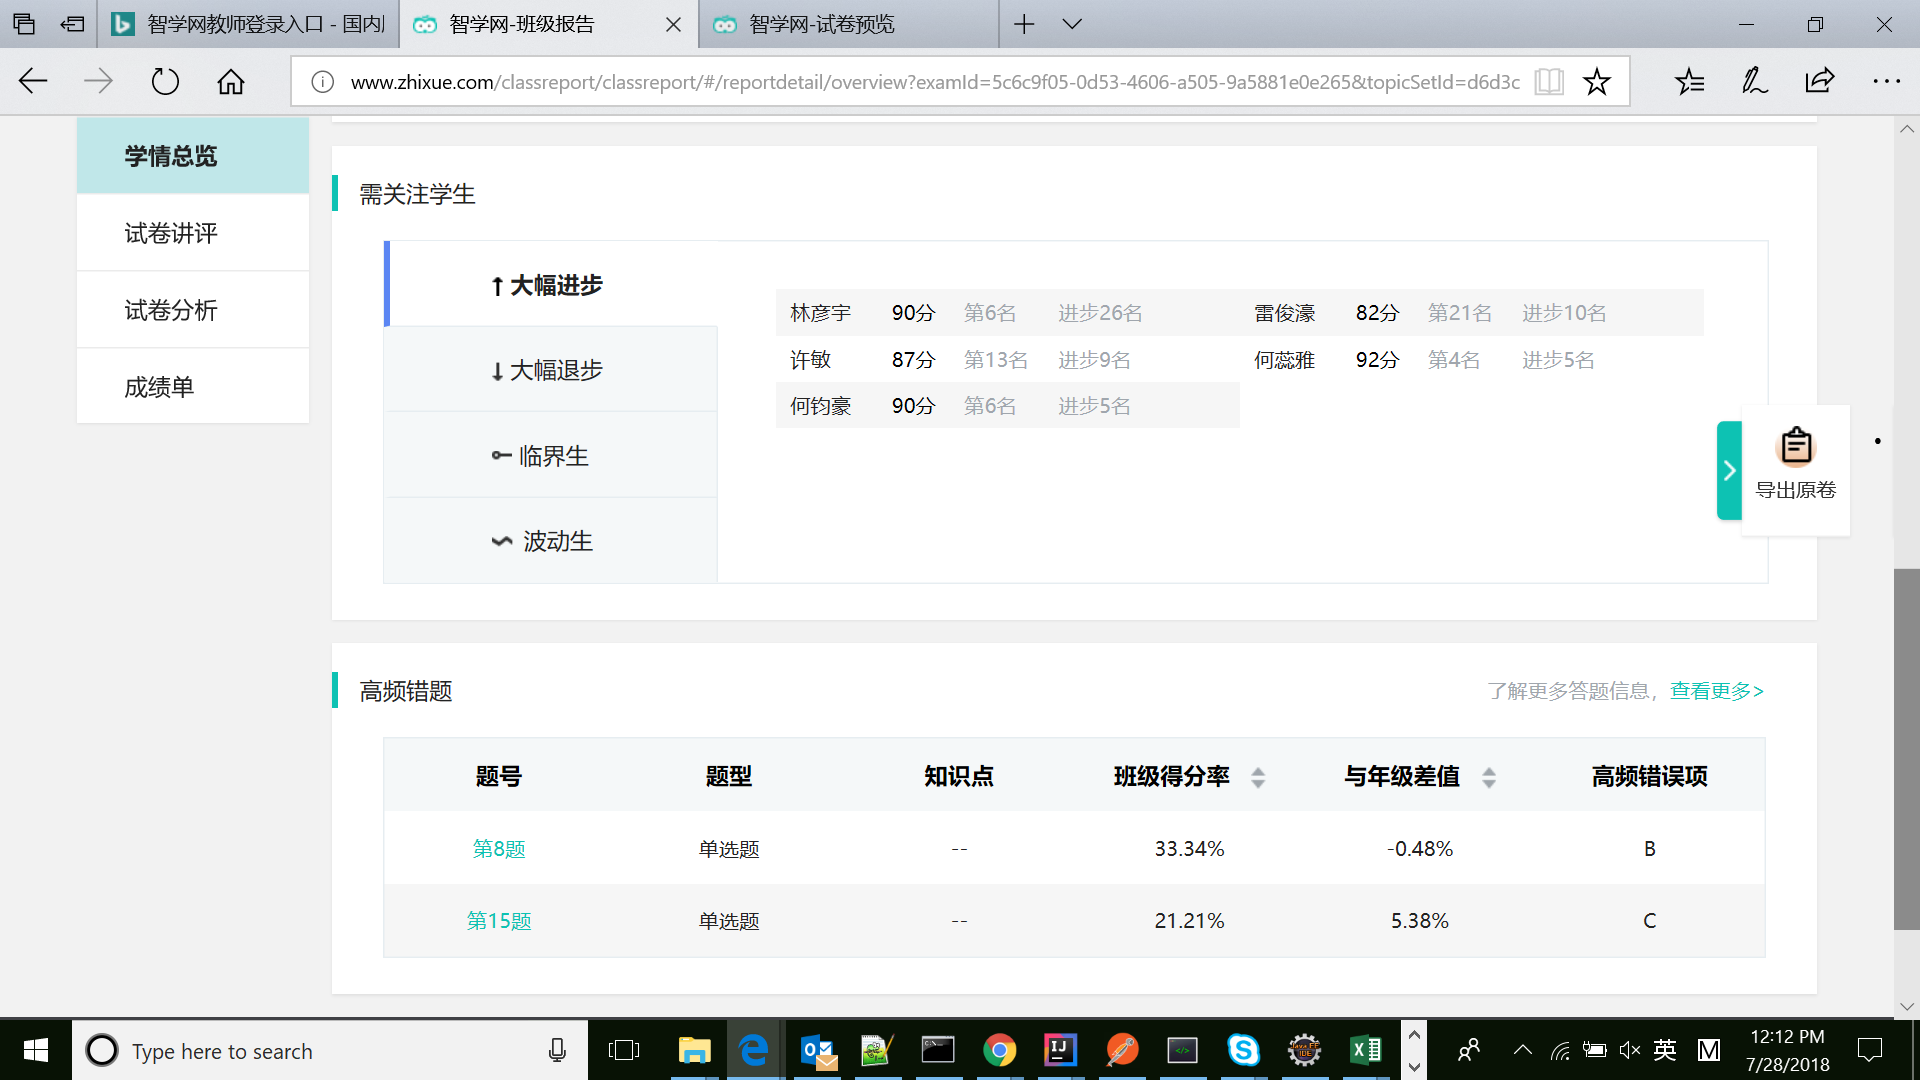 智学网教师登录入口 - 国内
智学网-班级报告
智学网-试卷预览
www.zhixue.com/classreport/classreport/#/reportdetail/overview?examId=5c6c9f05-0d53-4606-a505-9a5881e0e265&topicSetId=d6d3c
学情总览
试卷讲评
试卷分析
成绩单
需关注学生
大幅进步
大幅退步
临界生
波动生
林彦宇 90分 第6名 进步26名 雷俊濠 82分 第21名 进步10名
许敏 87分 第13名 进步9名 何蕊雅 92分 第4名 进步5名
何钧豪 90分 第6名 进步5名
导出原卷
高频错题
了解更多答题信息，查看更多>
题号 题型 知识点 班级得分率 与年级差值 高频错误项
第8题 单选题 -- 33.34% -0.48% B
第15题 单选题 -- 21.21% 5.38% C
Type here to search
英
M
12:12 PM
7/28/2018